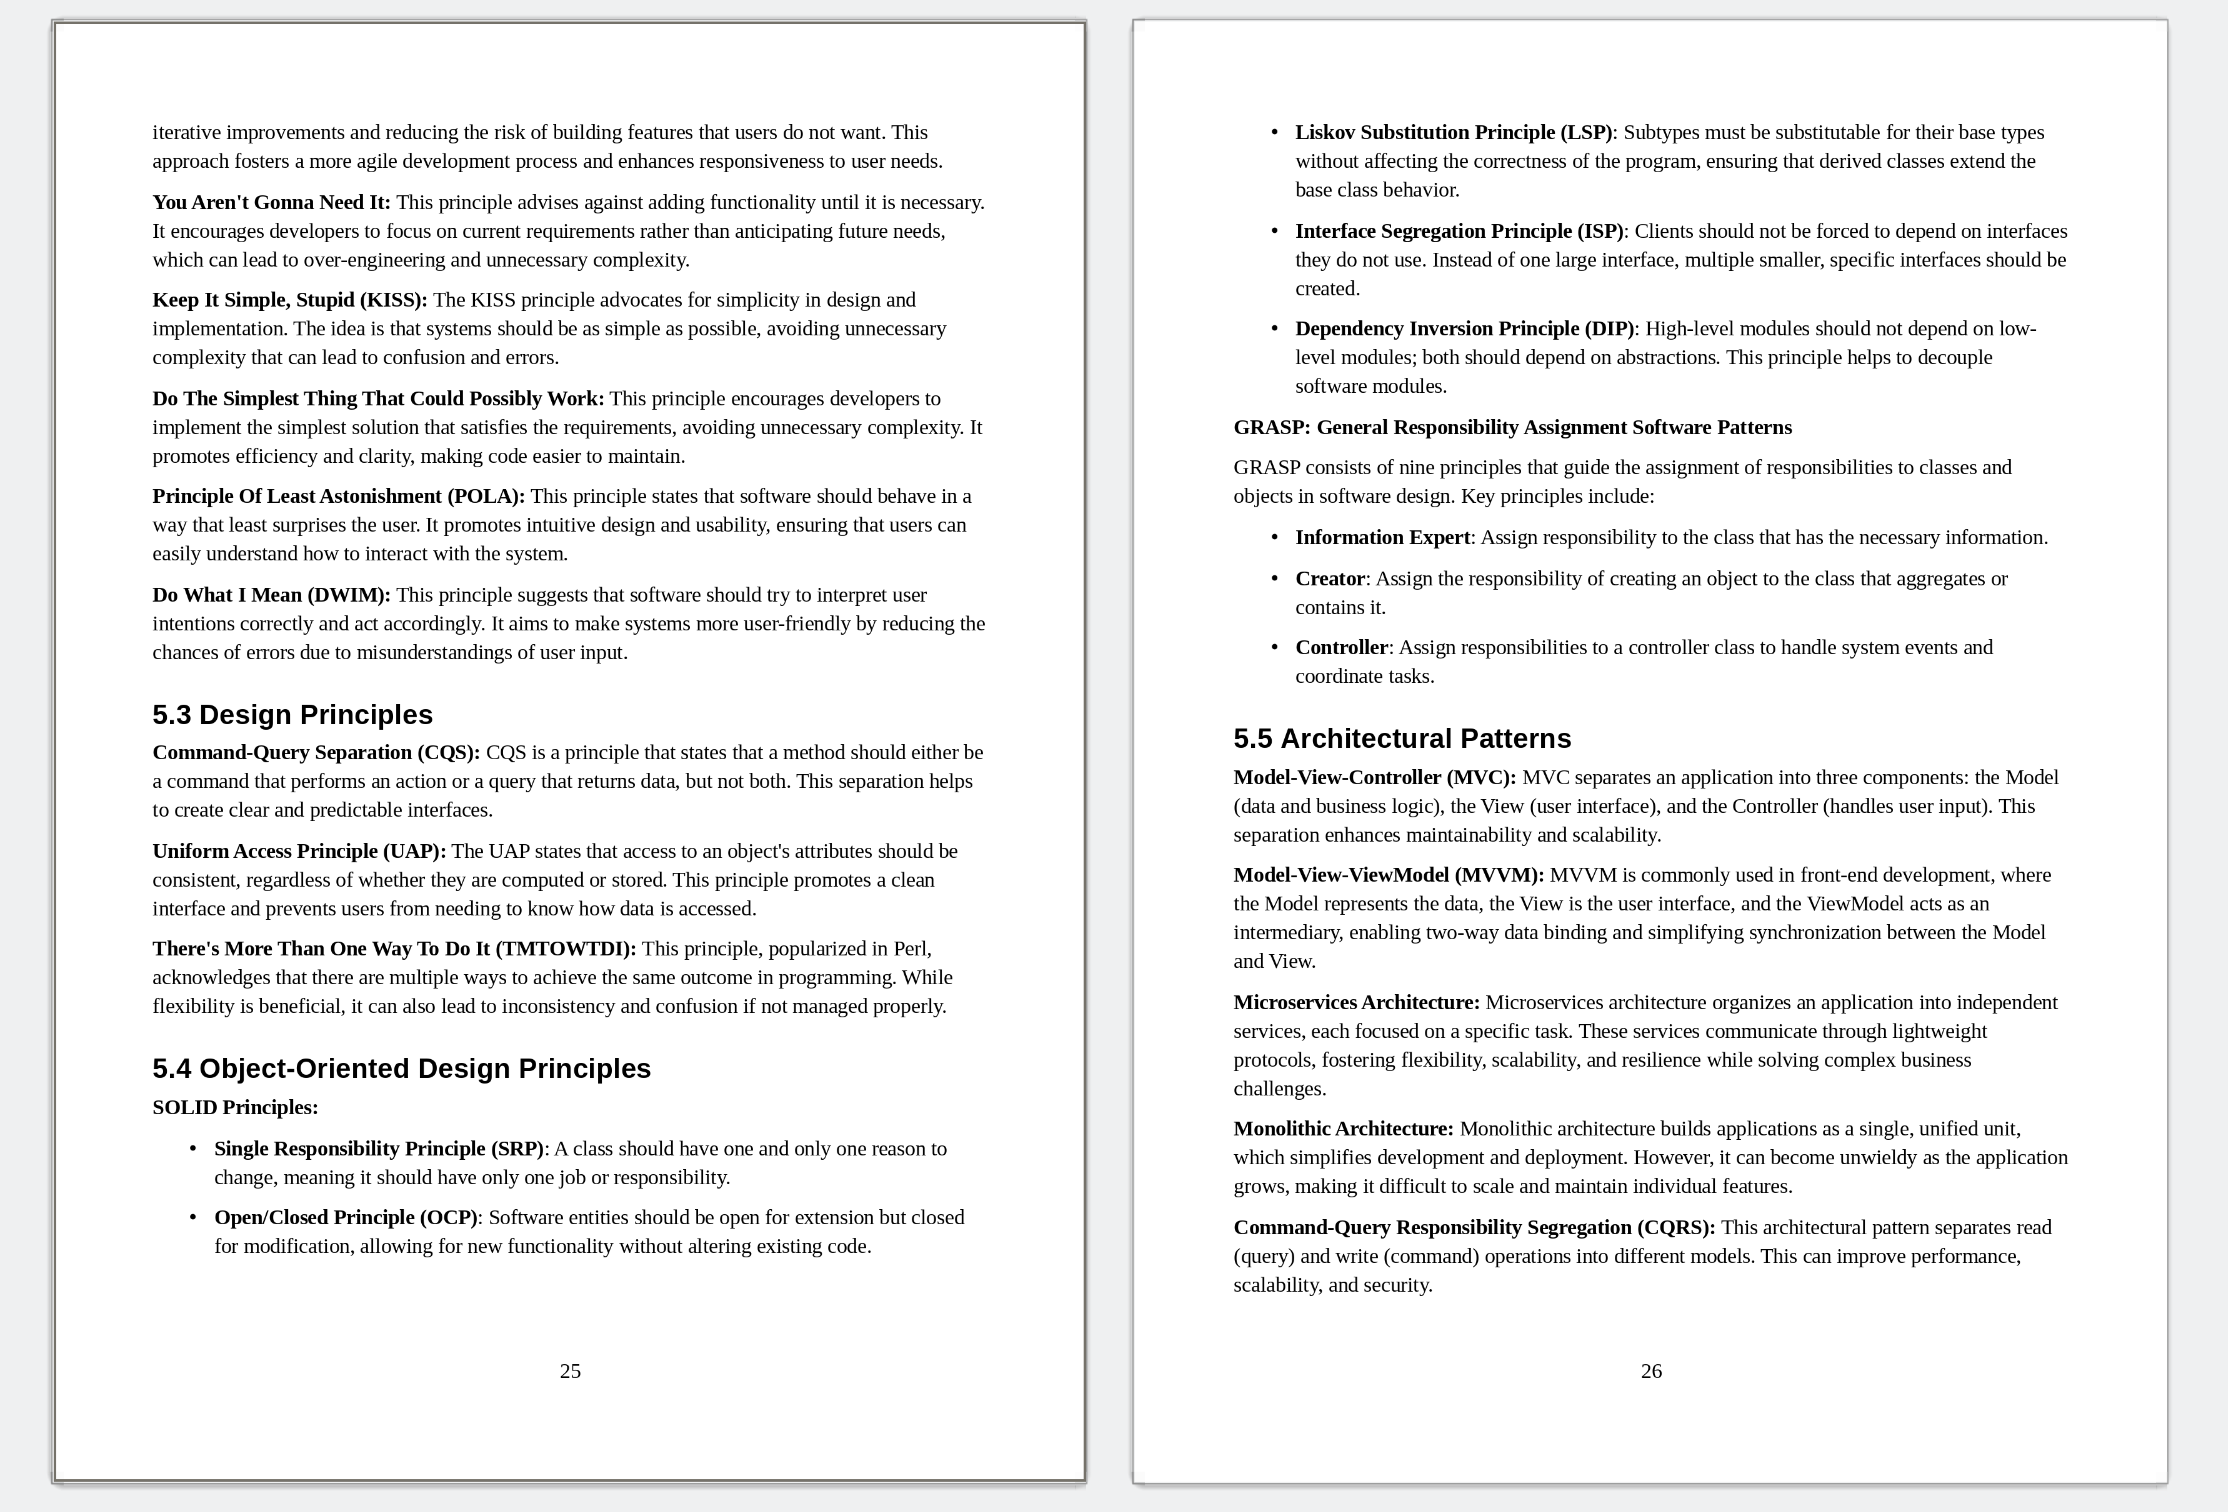 iterative improvements and reducing the risk of building features that users do not want. This
approach fosters a more agile development process and enhances responsiveness to user needs.
You Aren't Gonna Need It: This principle advises against adding functionality until it is necessary.
It encourages developers to focus on current requirements rather than anticipating future needs,
which can lead to over-engineering and unnecessary complexity.
Keep It Simple, Stupid (KISS): The KISS principle advocates for simplicity in design and
implementation. The idea is that systems should be as simple as possible, avoiding unnecessary
complexity that can lead to confusion and errors.
Do The Simplest Thing That Could Possibly Work: This principle encourages developers to
implement the simplest solution that satisfies the requirements, avoiding unnecessary complexity. It
promotes efficiency and clarity, making code easier to maintain.
Principle Of Least Astonishment (POLA): This principle states that software should behave in a
way that least surprises the user. It promotes intuitive design and usability, ensuring that users can
easily understand how to interact with the system.
Do What I Mean (DWIM): This principle suggests that software should try to interpret user
intentions correctly and act accordingly. It aims to make systems more user-friendly by reducing the
chances of errors due to misunderstandings of user input.
5.3 Design Principles
Command-Query Separation (CQS): CQS is a principle that states that a method should either be
a command that performs an action or a query that returns data, but not both. This separation helps
to create clear and predictable interfaces.
Uniform Access Principle (UAP): The UAP states that access to an object's attributes should be
consistent, regardless of whether they are computed or stored. This principle promotes a clean
interface and prevents users from needing to know how data is accessed.
There's More Than One Way To Do It (TMTOWTDI): This principle, popularized in Perl,
acknowledges that there are multiple ways to achieve the same outcome in programming. While
flexibility is beneficial, it can also lead to inconsistency and confusion if not managed properly.
5.4 Object-Oriented Design Principles
SOLID Principles:
• Single Responsibility Principle (SRP): A class should have one and only one reason to
change, meaning it should have only one job or responsibility.
• Open/Closed Principle (OCP): Software entities should be open for extension but closed
for modification, allowing for new functionality without altering existing code.
25
• Liskov Substitution Principle (LSP): Subtypes must be substitutable for their base types
without affecting the correctness of the program, ensuring that derived classes extend the
base class behavior.
• Interface Segregation Principle (ISP): Clients should not be forced to depend on interfaces
they do not use. Instead of one large interface, multiple smaller, specific interfaces should be
created.
• Dependency Inversion Principle (DIP): High-level modules should not depend on low-
level modules; both should depend on abstractions. This principle helps to decouple
software modules.
GRASP: General Responsibility Assignment Software Patterns
GRASP consists of nine principles that guide the assignment of responsibilities to classes and
objects in software design. Key principles include:
• Information Expert: Assign responsibility to the class that has the necessary information.
• Creator: Assign the responsibility of creating an object to the class that aggregates or
contains it.
• Controller: Assign responsibilities to a controller class to handle system events and
coordinate tasks.
5.5 Architectural Patterns
Model-View-Controller (MVC): MVC separates an application into three components: the Model
(data and business logic), the View (user interface), and the Controller (handles user input). This
separation enhances maintainability and scalability.
Model-View-ViewModel (MVVM): MVVM is commonly used in front-end development, where
the Model represents the data, the View is the user interface, and the ViewModel acts as an
intermediary, enabling two-way data binding and simplifying synchronization between the Model
and View.
Microservices Architecture: Microservices architecture organizes an application into independent
services, each focused on a specific task. These services communicate through lightweight
protocols, fostering flexibility, scalability, and resilience while solving complex business
challenges.
Monolithic Architecture: Monolithic architecture builds applications as a single, unified unit,
which simplifies development and deployment. However, it can become unwieldy as the application
grows, making it difficult to scale and maintain individual features.
Command-Query Responsibility Segregation (CQRS): This architectural pattern separates read
(query) and write (command) operations into different models. This can improve performance,
scalability, and security.
26